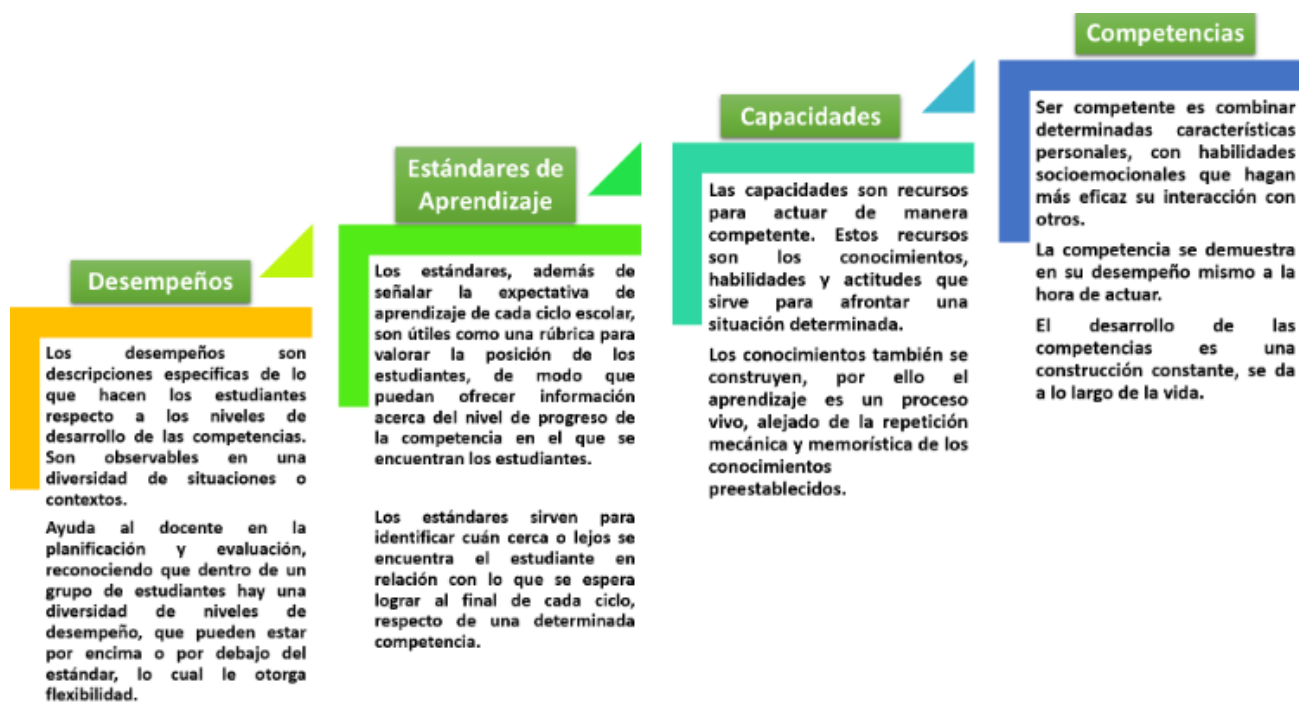 Desempeños
Los desempeños son
descripciones específicas de lo
que hacen los estudiantes
respecto a los niveles de
desarrollo de las competencias.
Son observables en una
diversidad de situaciones o
contextos.
Ayuda al docente en la
planificación y evaluación,
reconociendo que dentro de un
grupo de estudiantes hay una
diversidad de niveles de
desempeño, que pueden estar
por encima o por debajo del
estándar, lo cual le otorga
flexibilidad.
Estándares de
Aprendizaje
Los estándares, además de
señalar la expectativa de
aprendizaje de cada ciclo escolar,
son útiles como una rúbrica para
valorar la posición de los
estudiantes, de modo que
puedan ofrecer información
acerca del nivel de progreso de
la competencia en el que se
encuentran los estudiantes.
Los estándares sirven para
identificar cuán cerca o lejos se
encuentra el estudiante en
relación con lo que se espera
lograr al final de cada ciclo,
respecto de una determinada
competencia.
Capacidades
Las capacidades son recursos
para actuar de manera
competente. Estos recursos
son los conocimientos,
habilidades y actitudes que
sirve para afrontar una
situación determinada.
Los conocimientos también se
construyen, por ello el
aprendizaje es un proceso
vivo, alejado de la repetición
mecánica y memorística de los
conocimientos
preestablecidos.
Competencias
Ser competente es combinar
determinadas características
personales, con habilidades
socioemocionales que hagan
más eficaz su interacción con
otros.
La competencia se demuestra
en su desempeño mismo a la
hora de actuar.
El desarrollo de las
competencias es una
construcción constante, se da
a lo largo de la vida.